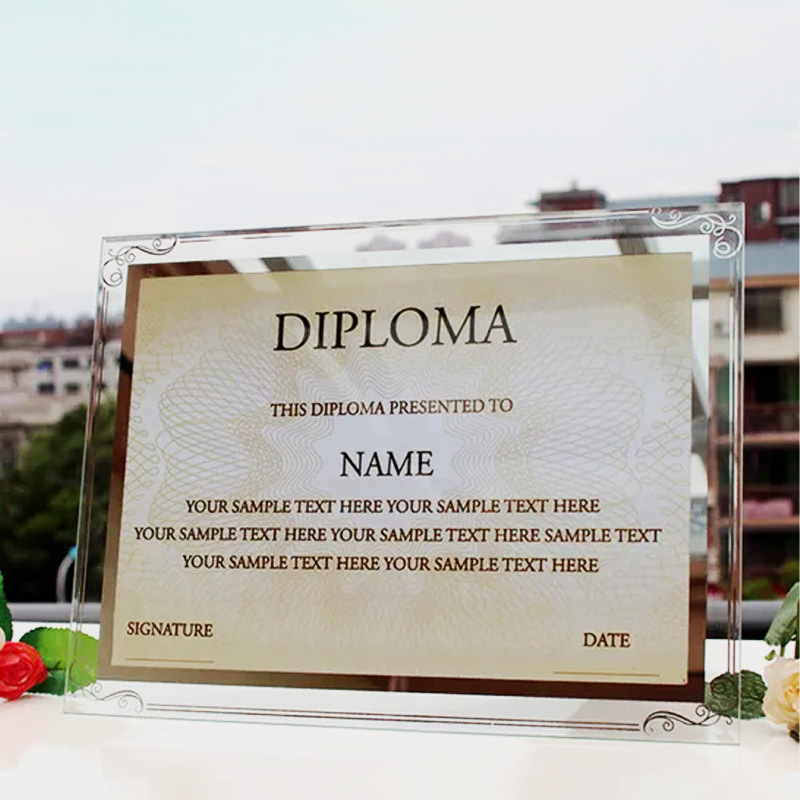 DIPLOMA
THIS DIPLOMA PRESENTED TO
NAME
YOUR SAMPLE TEXT HERE YOUR SAMPLE TEXT HERE
YOUR SAMPLE TEXT HERE YOUR SAMPLE TEXT HERE SAMPLE TEXT
YOUR SAMPLE TEXT HERE YOUR SAMPLE TEXT HERE
SIGNATURE
DATE